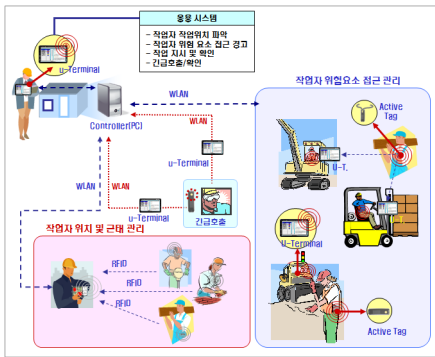 응용 시스템
- 작업자 작업위치 파악
- 작업자 위험 요소 접근 경고
- 작업 지시 및 확인
- 긴급호출/확인
u-Terminal
Controller(PC)
WLAN
WLAN
u-Terminal
WLAN
WLAN
u-Terminal
긴급호출
작업자 위치 및 근태 관리
RFID
RFID
RFID
작업자 위험요소 접근 관리
Active
Tag
U-T.
U-T.
U-Terminal
Active Tag